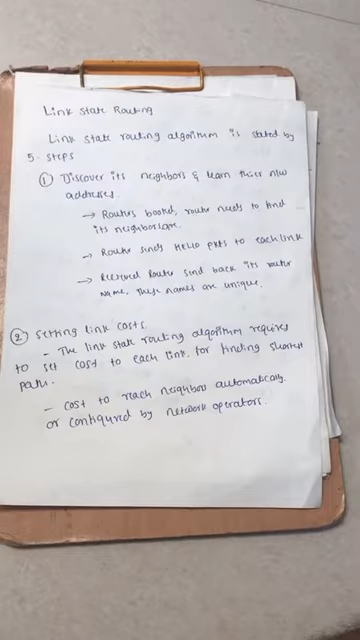 Link State Routing
Link state routing algorithm is stated by
5 steps
① Discover its neighbors & learn their n/w
addresses.
→ Routers booted, router needs to find
its neighbors are.
→ Router sends HELLO pkts to each link
→ Received Router send back its router
name, these names are unique.
② Setting link costs
- The link state routing algorithm requires
to set cost to each link for finding shortest
path.
- cost to reach neighbor automatically.
or configured by network operators.